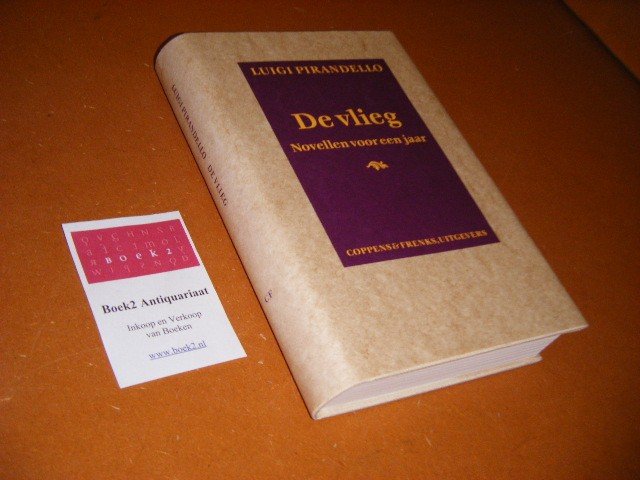 LUIGI PIRANDELLO
De vlieg
Novellen voor een jaar
COPPENS & FRENKS, UITGEVERS
LUIGI PIRANDELLO DE VLIEG
CF
BOEK2
Boek2 Antiquariaat
Inkoop en Verkoop
van Boeken
www.boek2.nl